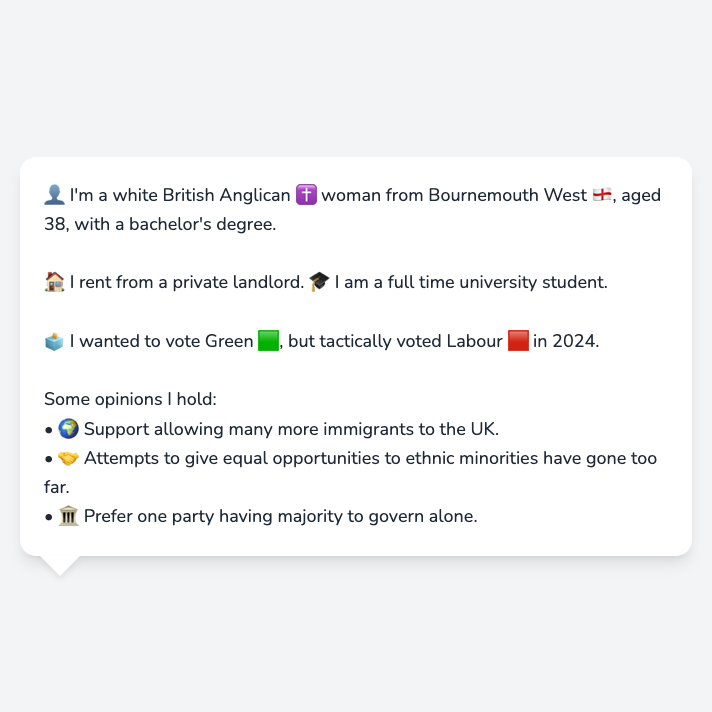 👤 I'm a white British Anglican ✝️ woman from Bournemouth West 🏴󠁧󠁢󠁥󠁮󠁧󠁿, aged
38, with a bachelor's degree.
🏠 I rent from a private landlord. 🎓 I am a full time university student.
🗳️ I wanted to vote Green 🟩, but tactically voted Labour 🟥 in 2024.
Some opinions I hold:
• 🌍 Support allowing many more immigrants to the UK.
• 🤝 Attempts to give equal opportunities to ethnic minorities have gone too
far.
• 🏛️ Prefer one party having majority to govern alone.